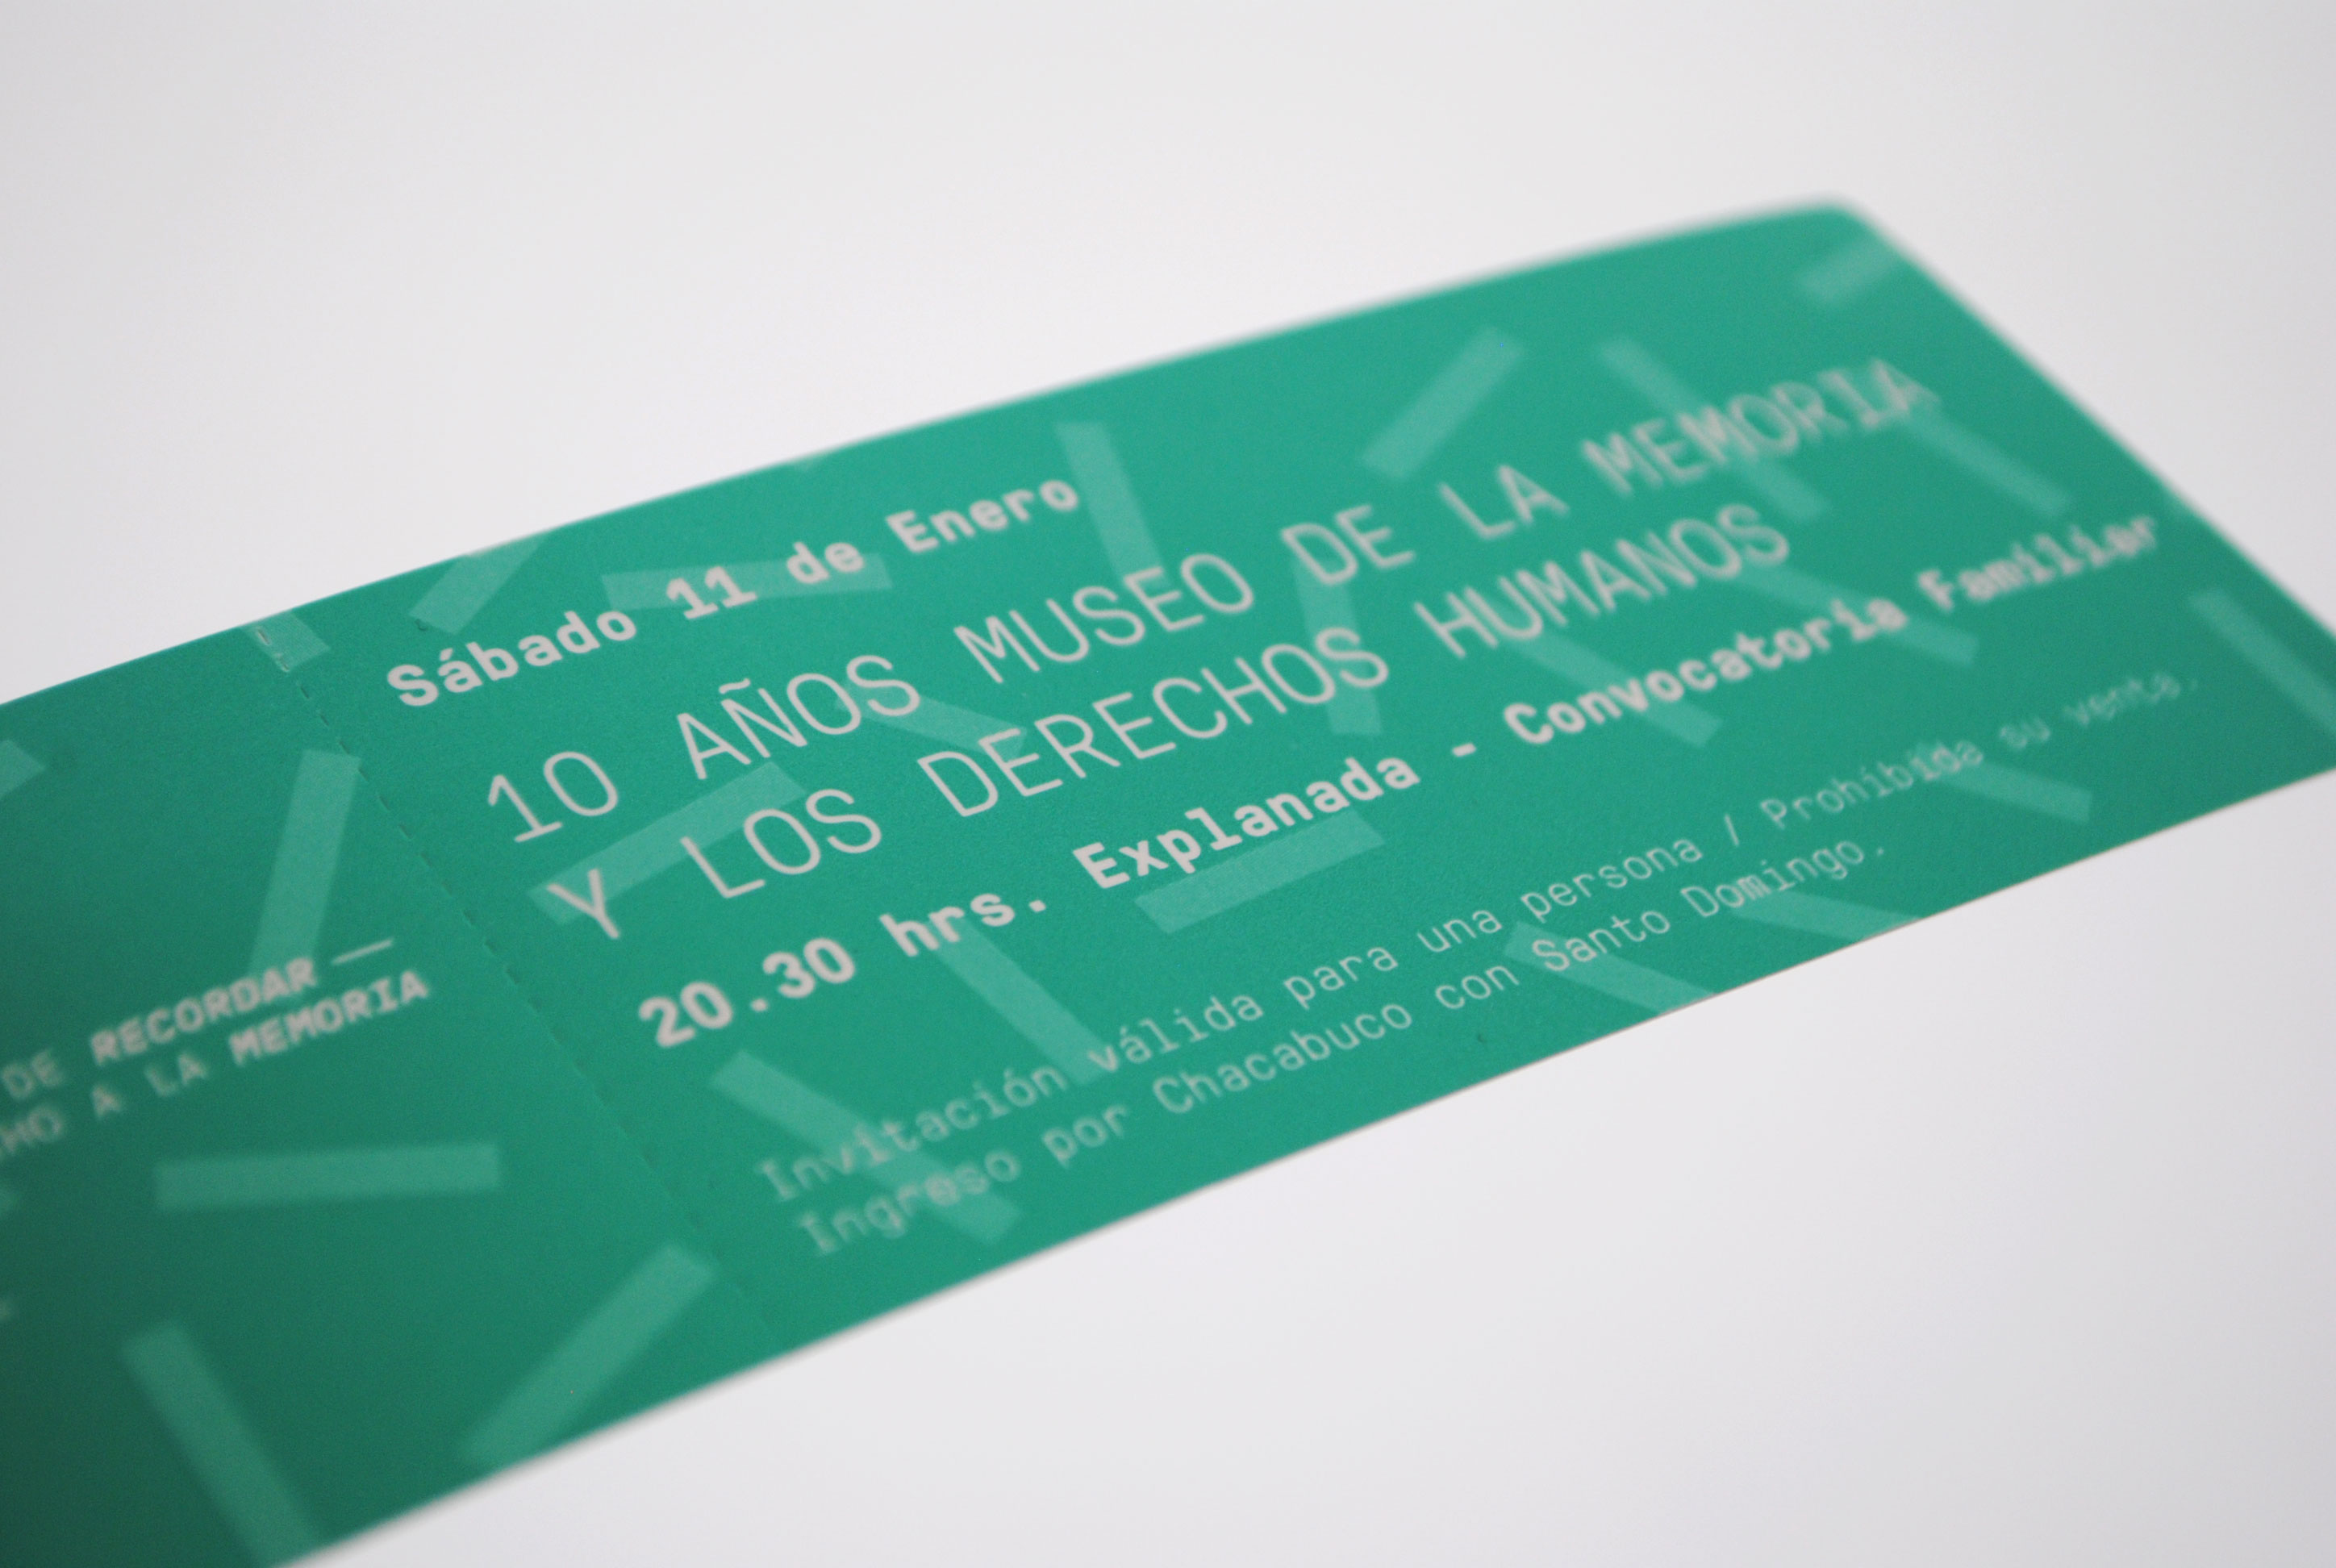 DE RECORDAR —
A LA MEMORIA
Sábado 11 de Enero
10 AÑOS MUSEO DE LA MEMORIA
Y LOS DERECHOS HUMANOS
20.30 hrs. Explanada - Convocatoria Familiar
Invitación válida para una persona / Prohibida su venta.
Ingreso por Chacabuco con Santo Domingo.